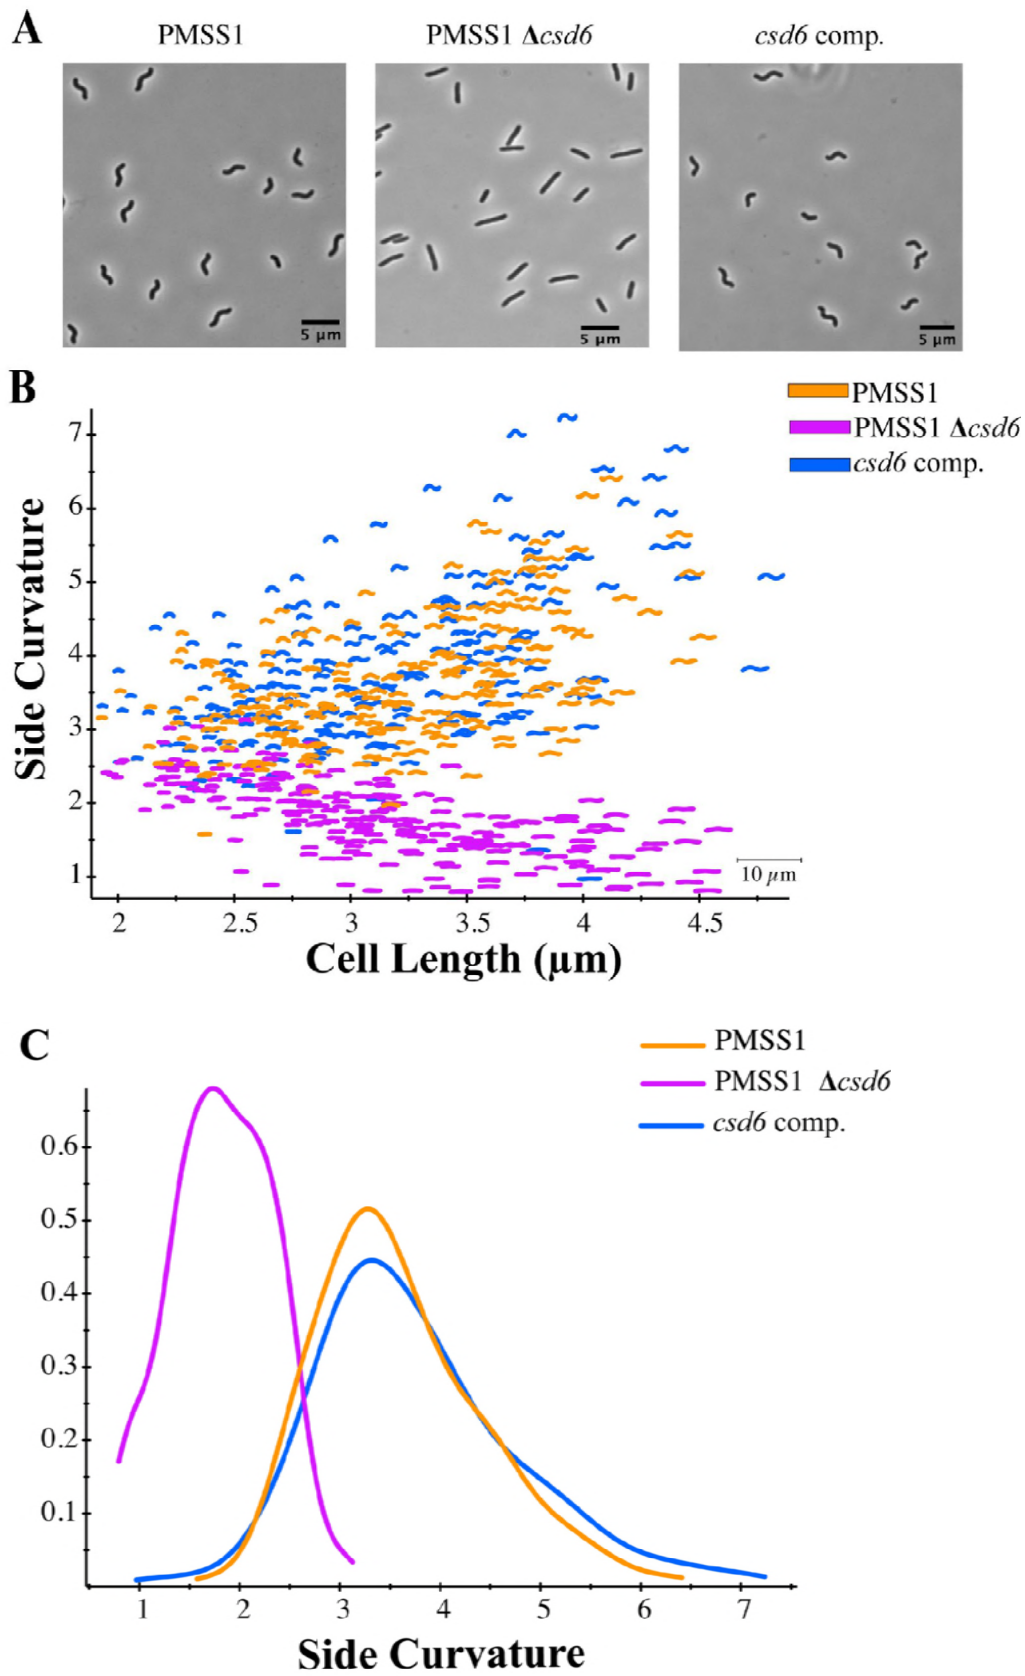 A
PMSS1
PMSS1 Δcsd6
csd6 comp.
5 µm
5 µm
5 µm
B
PMSS1
PMSS1 Δcsd6
csd6 comp.
7
6
5
4
3
2
1
Side Curvature
10 µm
2 2.5 3 3.5 4 4.5
Cell Length (µm)
C
PMSS1
PMSS1 Δcsd6
csd6 comp.
0.6
0.5
0.4
0.3
0.2
0.1
1 2 3 4 5 6 7
Side Curvature